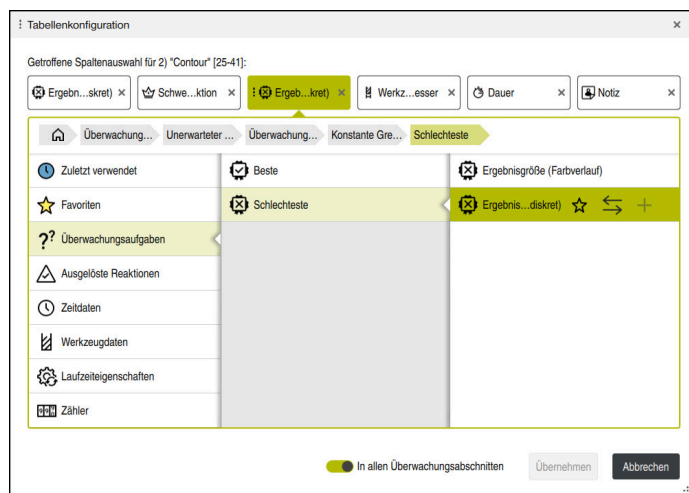 Tabellenkonfiguration
Getroffene Spaltenauswahl für 2) "Contour" [25-41]:
Ergebn…skret) Schwe…ktion Ergeb…kret) Werkz…esser Dauer Notiz
Überwachung… Unerwarteter … Überwachung… Konstante Gre… Schlechteste
Zuletzt verwendet Beste Ergebnisgröße (Farbverlauf)
Favoriten Schlechteste Ergebnis…diskret)
Überwachungsaufgaben
Ausgelöste Reaktionen
Zeitdaten
Werkzeugdaten
Laufzeiteigenschaften
Zähler
In allen Überwachungsabschnitten Übernehmen Abbrechen